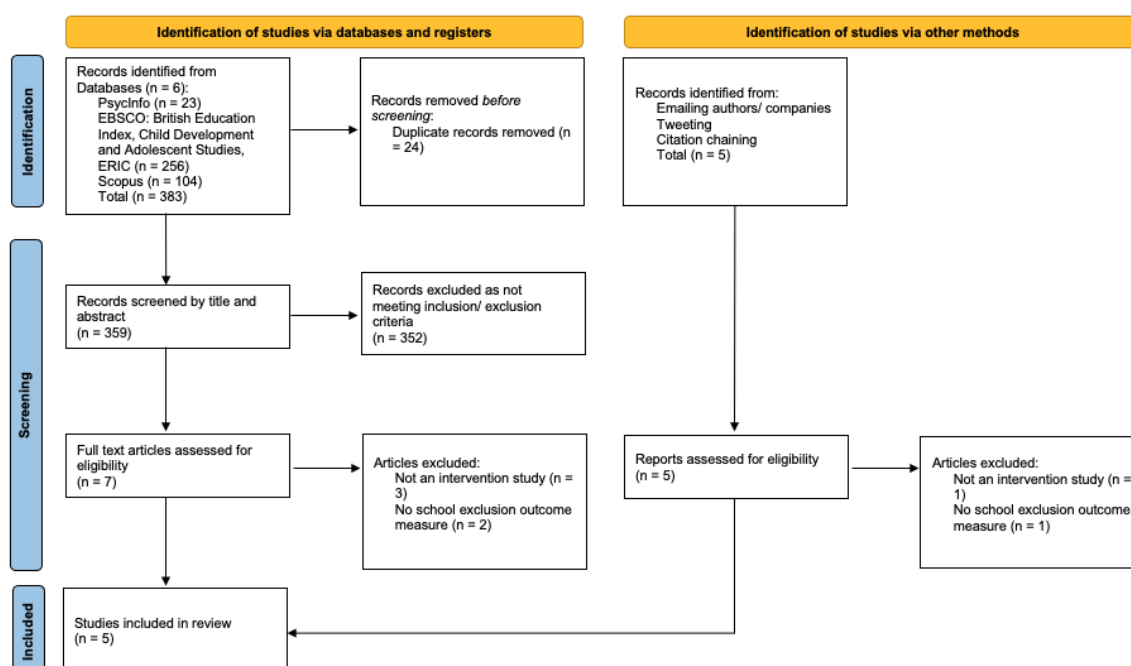 Identification of studies via databases and registers
Identification of studies via other methods
Identification
Records identified from
Databases (n = 6):
PsycInfo (n = 23)
EBSCO: British Education
Index, Child Development
and Adolescent Studies,
ERIC (n = 256)
Scopus (n = 104)
Total (n = 383)
Records removed before
screening:
Duplicate records removed (n
= 24)
Records identified from:
Emailing authors/ companies
Tweeting
Citation chaining
Total (n = 5)
Screening
Records screened by title and
abstract
(n = 359)
Records excluded as not
meeting inclusion/ exclusion
criteria
(n = 352)
Full text articles assessed for
eligibility
(n = 7)
Articles excluded:
Not an intervention study (n =
3)
No school exclusion outcome
measure (n = 2)
Reports assessed for eligibility
(n = 5)
Articles excluded:
Not an intervention study (n =
1)
No school exclusion outcome
measure (n = 1)
Included
Studies included in review
(n = 5)